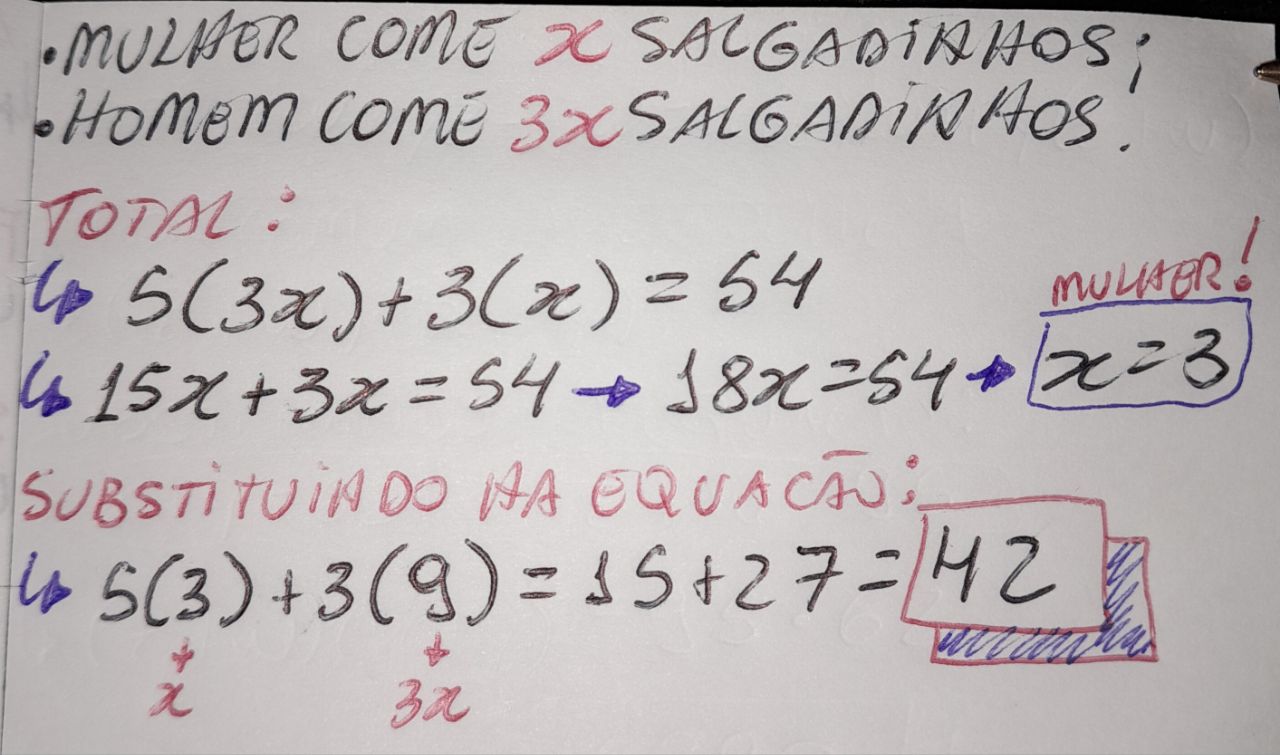 • MULHER COME x SALGADINHOS;
• HOMEM COME 3x SALGADINHOS.
TOTAL:
↳ 5(3x)+3(x)=54
MULHER!
↳ 15x+3x=54 → 18x=54 → x=3
SUBSTITUINDO NA EQUACÃO:
↳ 5(3)+3(9)=15+27=42
x 3x